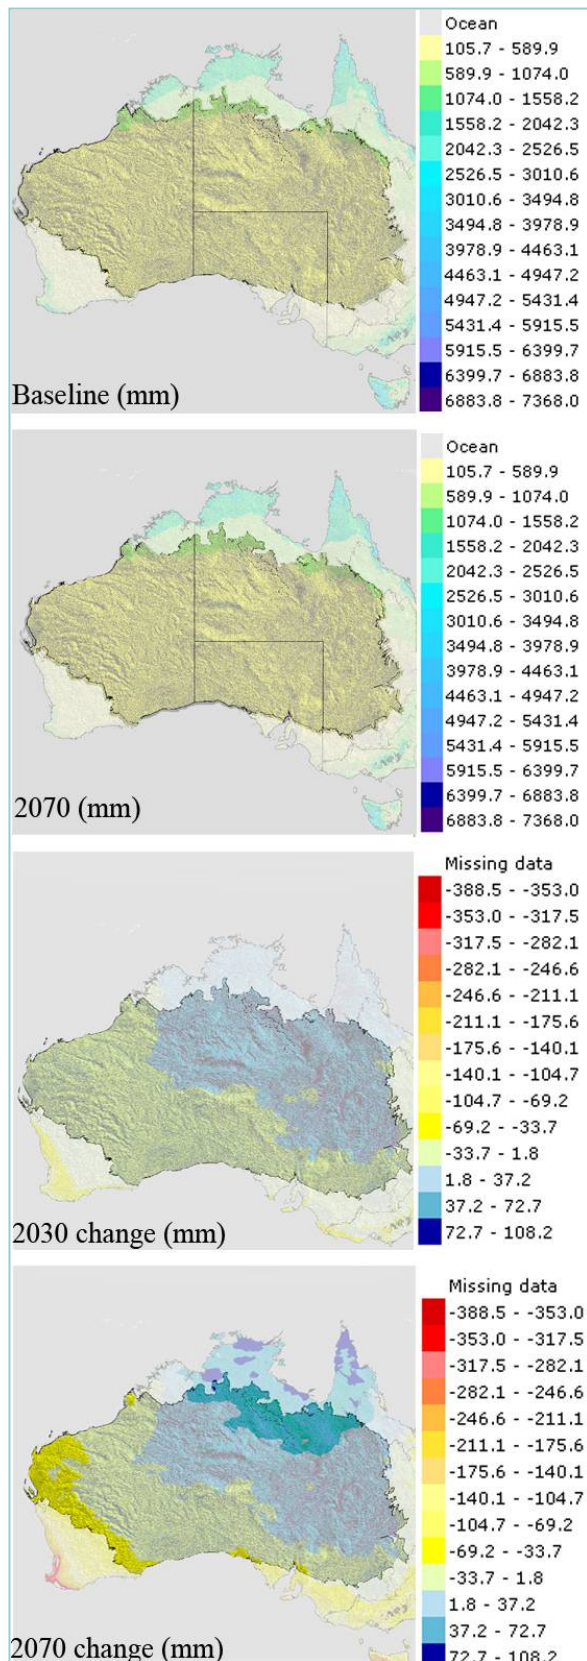 Ocean
105.7 - 589.9
589.9 - 1074.0
1074.0 - 1558.2
1558.2 - 2042.3
2042.3 - 2526.5
2526.5 - 3010.6
3010.6 - 3494.8
3494.8 - 3978.9
3978.9 - 4463.1
4463.1 - 4947.2
4947.2 - 5431.4
5431.4 - 5915.5
5915.5 - 6399.7
6399.7 - 6883.8
6883.8 - 7368.0
Baseline (mm)
Ocean
105.7 - 589.9
589.9 - 1074.0
1074.0 - 1558.2
1558.2 - 2042.3
2042.3 - 2526.5
2526.5 - 3010.6
3010.6 - 3494.8
3494.8 - 3978.9
3978.9 - 4463.1
4463.1 - 4947.2
4947.2 - 5431.4
5431.4 - 5915.5
5915.5 - 6399.7
6399.7 - 6883.8
6883.8 - 7368.0
2070 (mm)
Missing data
-388.5 - -353.0
-353.0 - -317.5
-317.5 - -282.1
-282.1 - -246.6
-246.6 - -211.1
-211.1 - -175.6
-175.6 - -140.1
-140.1 - -104.7
-104.7 - -69.2
-69.2 - -33.7
-33.7 - 1.8
1.8 - 37.2
37.2 - 72.7
72.7 - 108.2
2030 change (mm)
Missing data
-388.5 - -353.0
-353.0 - -317.5
-317.5 - -282.1
-282.1 - -246.6
-246.6 - -211.1
-211.1 - -175.6
-175.6 - -140.1
-140.1 - -104.7
-104.7 - -69.2
-69.2 - -33.7
-33.7 - 1.8
1.8 - 37.2
37.2 - 72.7
72.7 - 108.2
2070 change (mm)